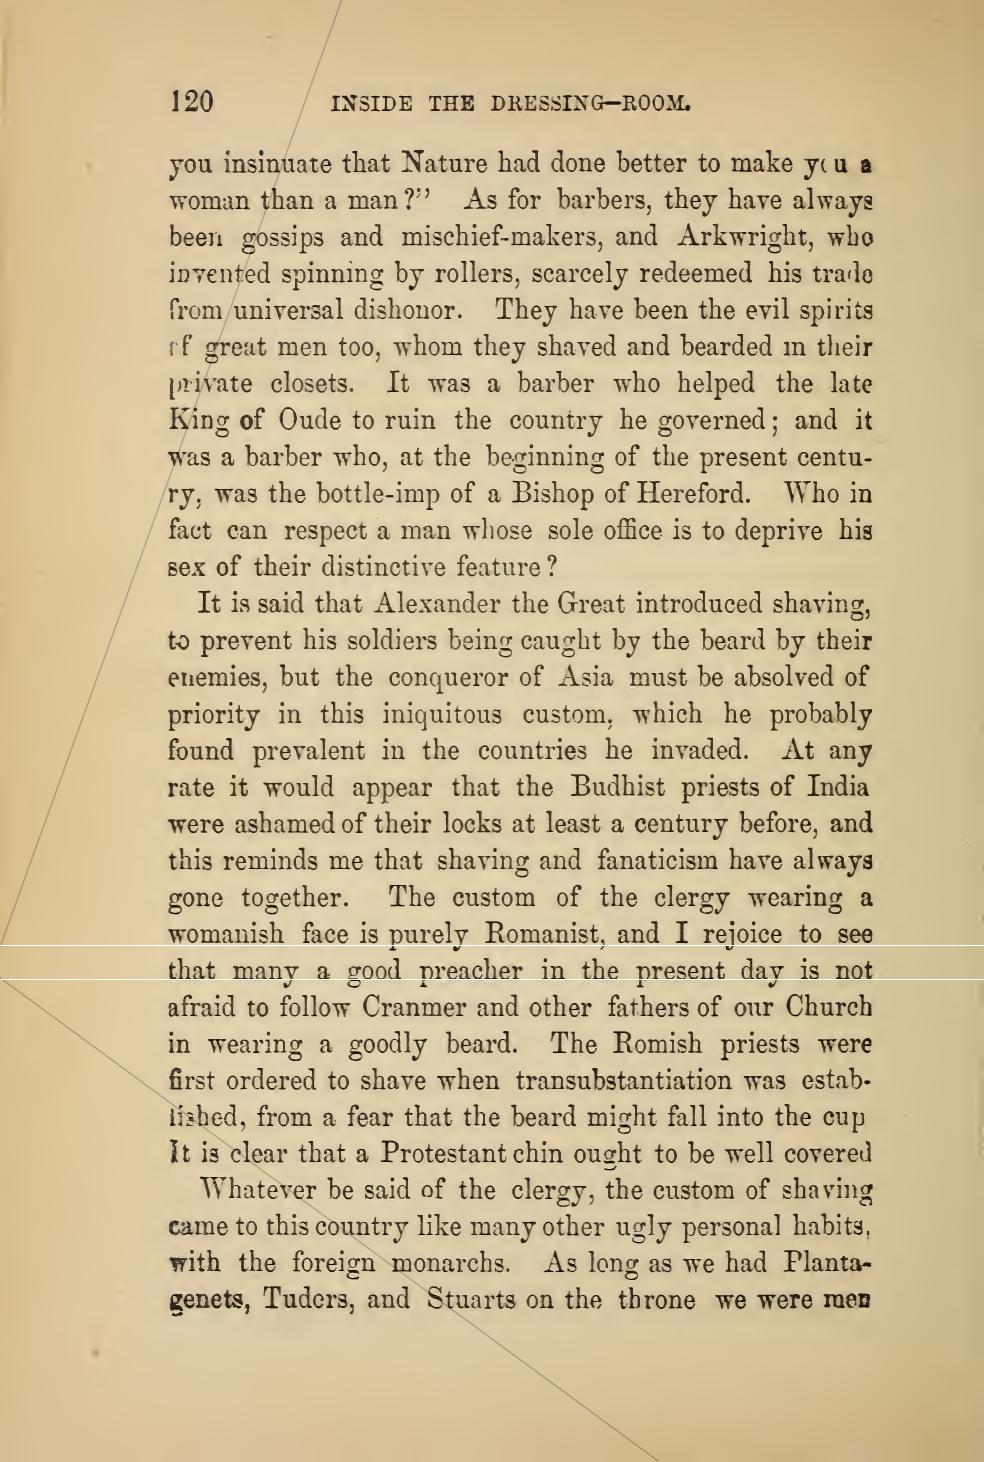 120 INSIDE THE DRESSING-ROOM.
you insinuate that Nature had done better to make you a
woman than a man?” As for barbers, they have always
been gossips and mischief-makers, and Arkwright, who
invented spinning by rollers, scarcely redeemed his trade
from universal dishonor. They have been the evil spirits
of great men too, whom they shaved and bearded in their
private closets. It was a barber who helped the late
King of Oude to ruin the country he governed; and it
was a barber who, at the beginning of the present centu-
ry, was the bottle-imp of a Bishop of Hereford. Who in
fact can respect a man whose sole office is to deprive his
sex of their distinctive feature?
It is said that Alexander the Great introduced shaving,
to prevent his soldiers being caught by the beard by their
enemies, but the conqueror of Asia must be absolved of
priority in this iniquitous custom, which he probably
found prevalent in the countries he invaded. At any
rate it would appear that the Budhist priests of India
were ashamed of their locks at least a century before, and
this reminds me that shaving and fanaticism have always
gone together. The custom of the clergy wearing a
womanish face is purely Romanist, and I rejoice to see
that many a good preacher in the present day is not
afraid to follow Cranmer and other fathers of our Church
in wearing a goodly beard. The Romish priests were
first ordered to shave when transubstantiation was estab-
lished, from a fear that the beard might fall into the cup
It is clear that a Protestant chin ought to be well covered
Whatever be said of the clergy, the custom of shaving
came to this country like many other ugly personal habits,
with the foreign monarchs. As long as we had Planta-
genets, Tudors, and Stuarts on the throne we were men